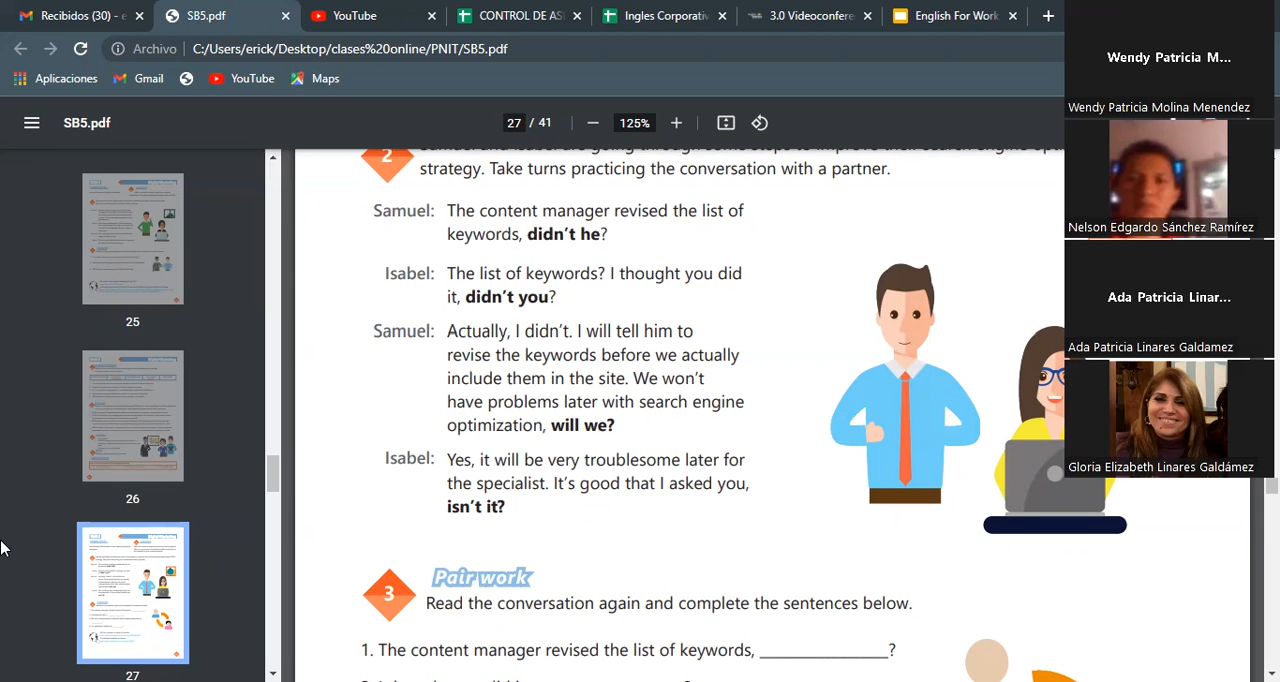 Recibidos (30) - e
SB5.pdf
YouTube
CONTROL DE AS
Ingles Corporativ
3.0 Videoconfere
English For Work
Archivo
C:/Users/erick/Desktop/clases%20online/PNIT/SB5.pdf
Aplicaciones
Gmail
YouTube
Maps
SB5.pdf
27 / 41
125%
25
26
27
2
strategy. Take turns practicing the conversation with a partner.
Samuel: The content manager revised the list of
keywords, didn't he?
Isabel: The list of keywords? I thought you did
it, didn't you?
Samuel: Actually, I didn't. I will tell him to
revise the keywords before we actually
include them in the site. We won't
have problems later with search engine
optimization, will we?
Isabel: Yes, it will be very troublesome later for
the specialist. It's good that I asked you,
isn't it?
3
Pair work
Read the conversation again and complete the sentences below.
1. The content manager revised the list of keywords, _______________?
Wendy Patricia M...
Wendy Patricia Molina Menendez
Nelson Edgardo Sánchez Ramírez
Ada Patricia Linar...
Ada Patricia Linares Galdamez
Gloria Elizabeth Linares Galdámez